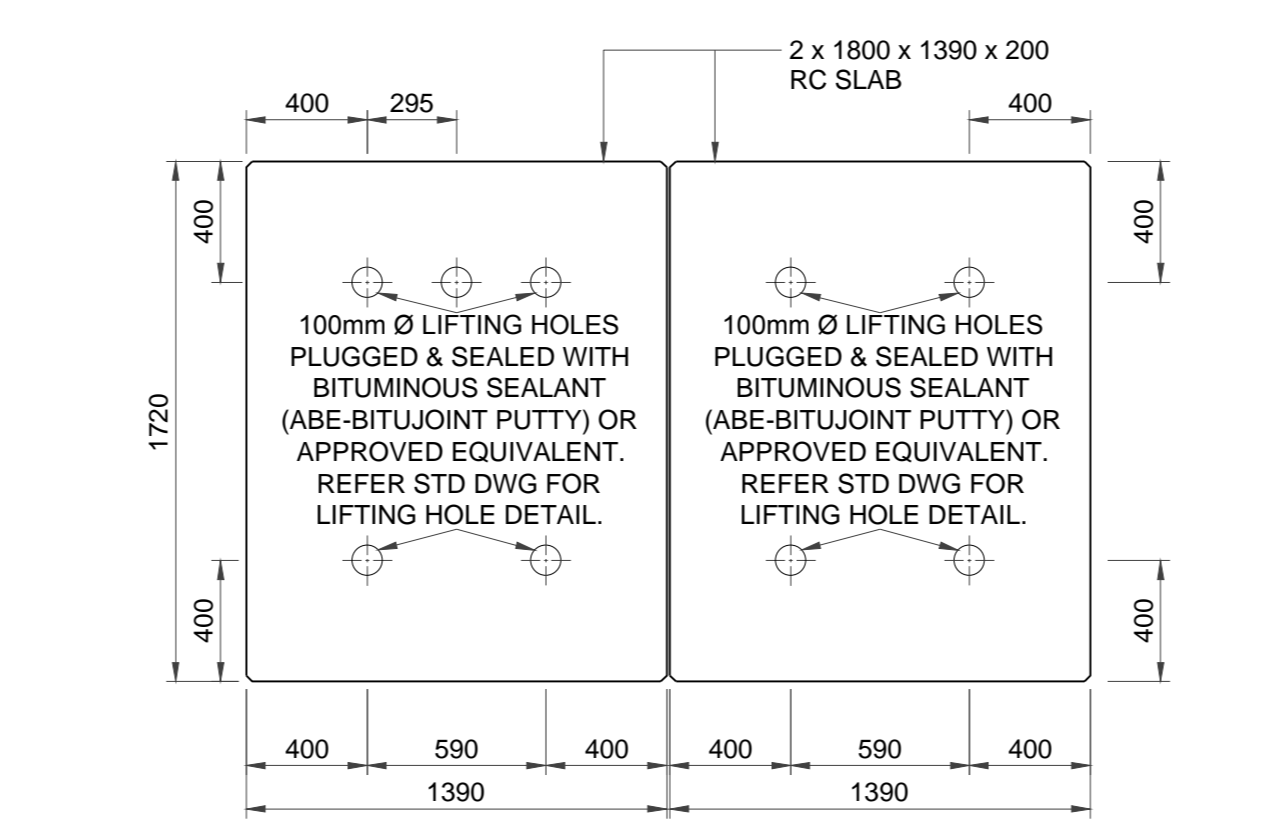 2 x 1800 x 1390 x 200
RC SLAB
400
295
400
400
400
1720
100mm Ø LIFTING HOLES
PLUGGED & SEALED WITH
BITUMINOUS SEALANT
(ABE-BITUJOINT PUTTY) OR
APPROVED EQUIVALENT.
REFER STD DWG FOR
LIFTING HOLE DETAIL.
100mm Ø LIFTING HOLES
PLUGGED & SEALED WITH
BITUMINOUS SEALANT
(ABE-BITUJOINT PUTTY) OR
APPROVED EQUIVALENT.
REFER STD DWG FOR
LIFTING HOLE DETAIL.
400
400
400
590
400
400
590
400
1390
1390